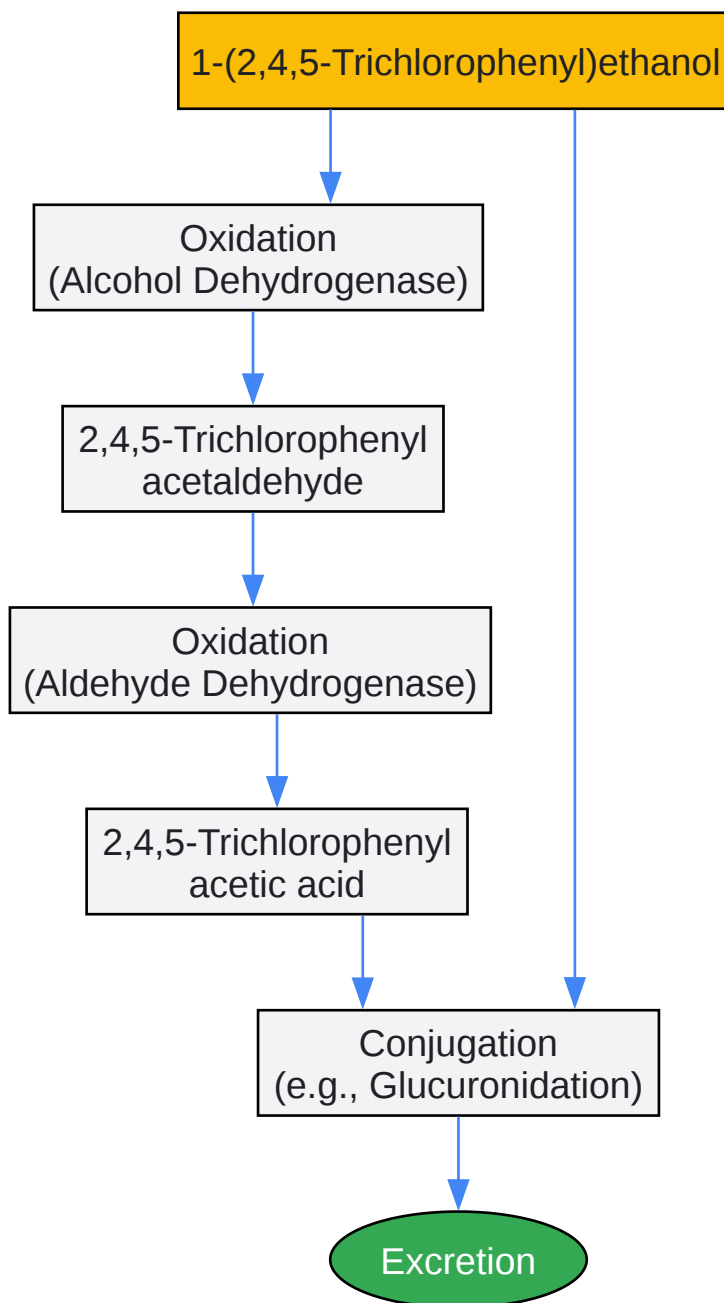 1-(2,4,5-Trichlorophenyl)ethanol
Oxidation
(Alcohol Dehydrogenase)
2,4,5-Trichlorophenyl
acetaldehyde
Oxidation
(Aldehyde Dehydrogenase)
2,4,5-Trichlorophenyl
acetic acid
Conjugation
(e.g., Glucuronidation)
Excretion